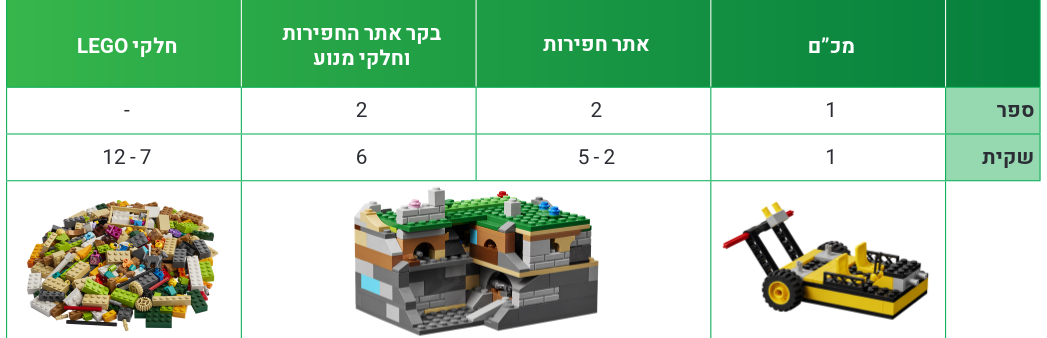 מכ”ם
אתר חפירות
בקר אתר החפירות
וחלקי מנוע
חלקי LEGO
ספר
1
2
2
-
שקית
1
2 - 5
6
7 - 12